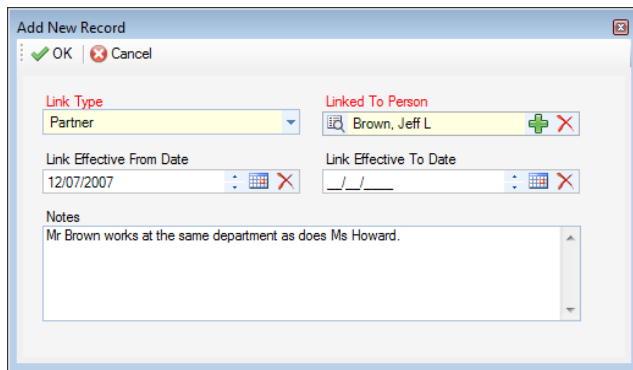 Add New Record
OK Cancel
Link Type Linked To Person
Partner Brown, Jeff L
Link Effective From Date Link Effective To Date
12/07/2007 __/__/____
Notes
Mr Brown works at the same department as does Ms Howard.